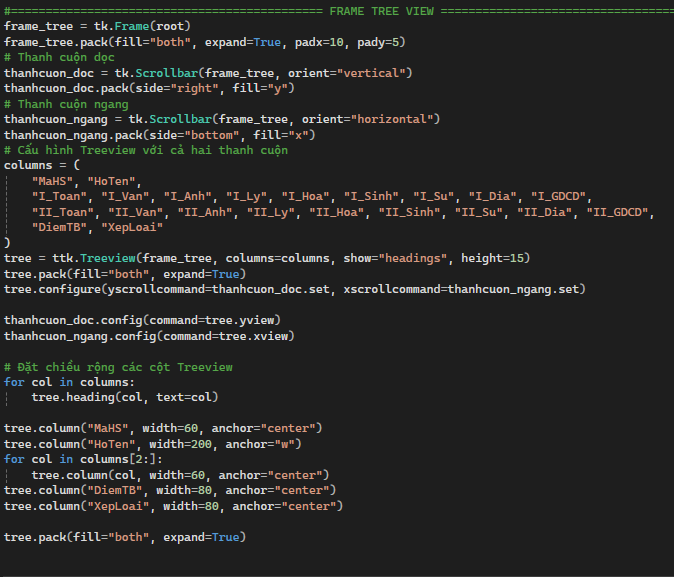 #============================================= FRAME TREE VIEW ==================================
frame_tree = tk.Frame(root)
frame_tree.pack(fill="both", expand=True, padx=10, pady=5)
# Thanh cuộn dọc
thanhcuon_doc = tk.Scrollbar(frame_tree, orient="vertical")
thanhcuon_doc.pack(side="right", fill="y")
# Thanh cuộn ngang
thanhcuon_ngang = tk.Scrollbar(frame_tree, orient="horizontal")
thanhcuon_ngang.pack(side="bottom", fill="x")
# Cấu hình Treeview với cả hai thanh cuộn
columns = (
    "MaHS", "HoTen",
    "I_Toan", "I_Van", "I_Anh", "I_Ly", "I_Hoa", "I_Sinh", "I_Su", "I_Dia", "I_GDCD",
    "II_Toan", "II_Van", "II_Anh", "II_Ly", "II_Hoa", "II_Sinh", "II_Su", "II_Dia", "II_GDCD",
    "DiemTB", "XepLoai"
)
tree = ttk.Treeview(frame_tree, columns=columns, show="headings", height=15)
tree.pack(fill="both", expand=True)
tree.configure(yscrollcommand=thanhcuon_doc.set, xscrollcommand=thanhcuon_ngang.set)
thanhcuon_doc.config(command=tree.yview)
thanhcuon_ngang.config(command=tree.xview)
# Đặt chiều rộng các cột Treeview
for col in columns:
    tree.heading(col, text=col)
tree.column("MaHS", width=60, anchor="center")
tree.column("HoTen", width=200, anchor="w")
for col in columns[2:]:
    tree.column(col, width=60, anchor="center")
tree.column("DiemTB", width=80, anchor="center")
tree.column("XepLoai", width=80, anchor="center")
tree.pack(fill="both", expand=True)